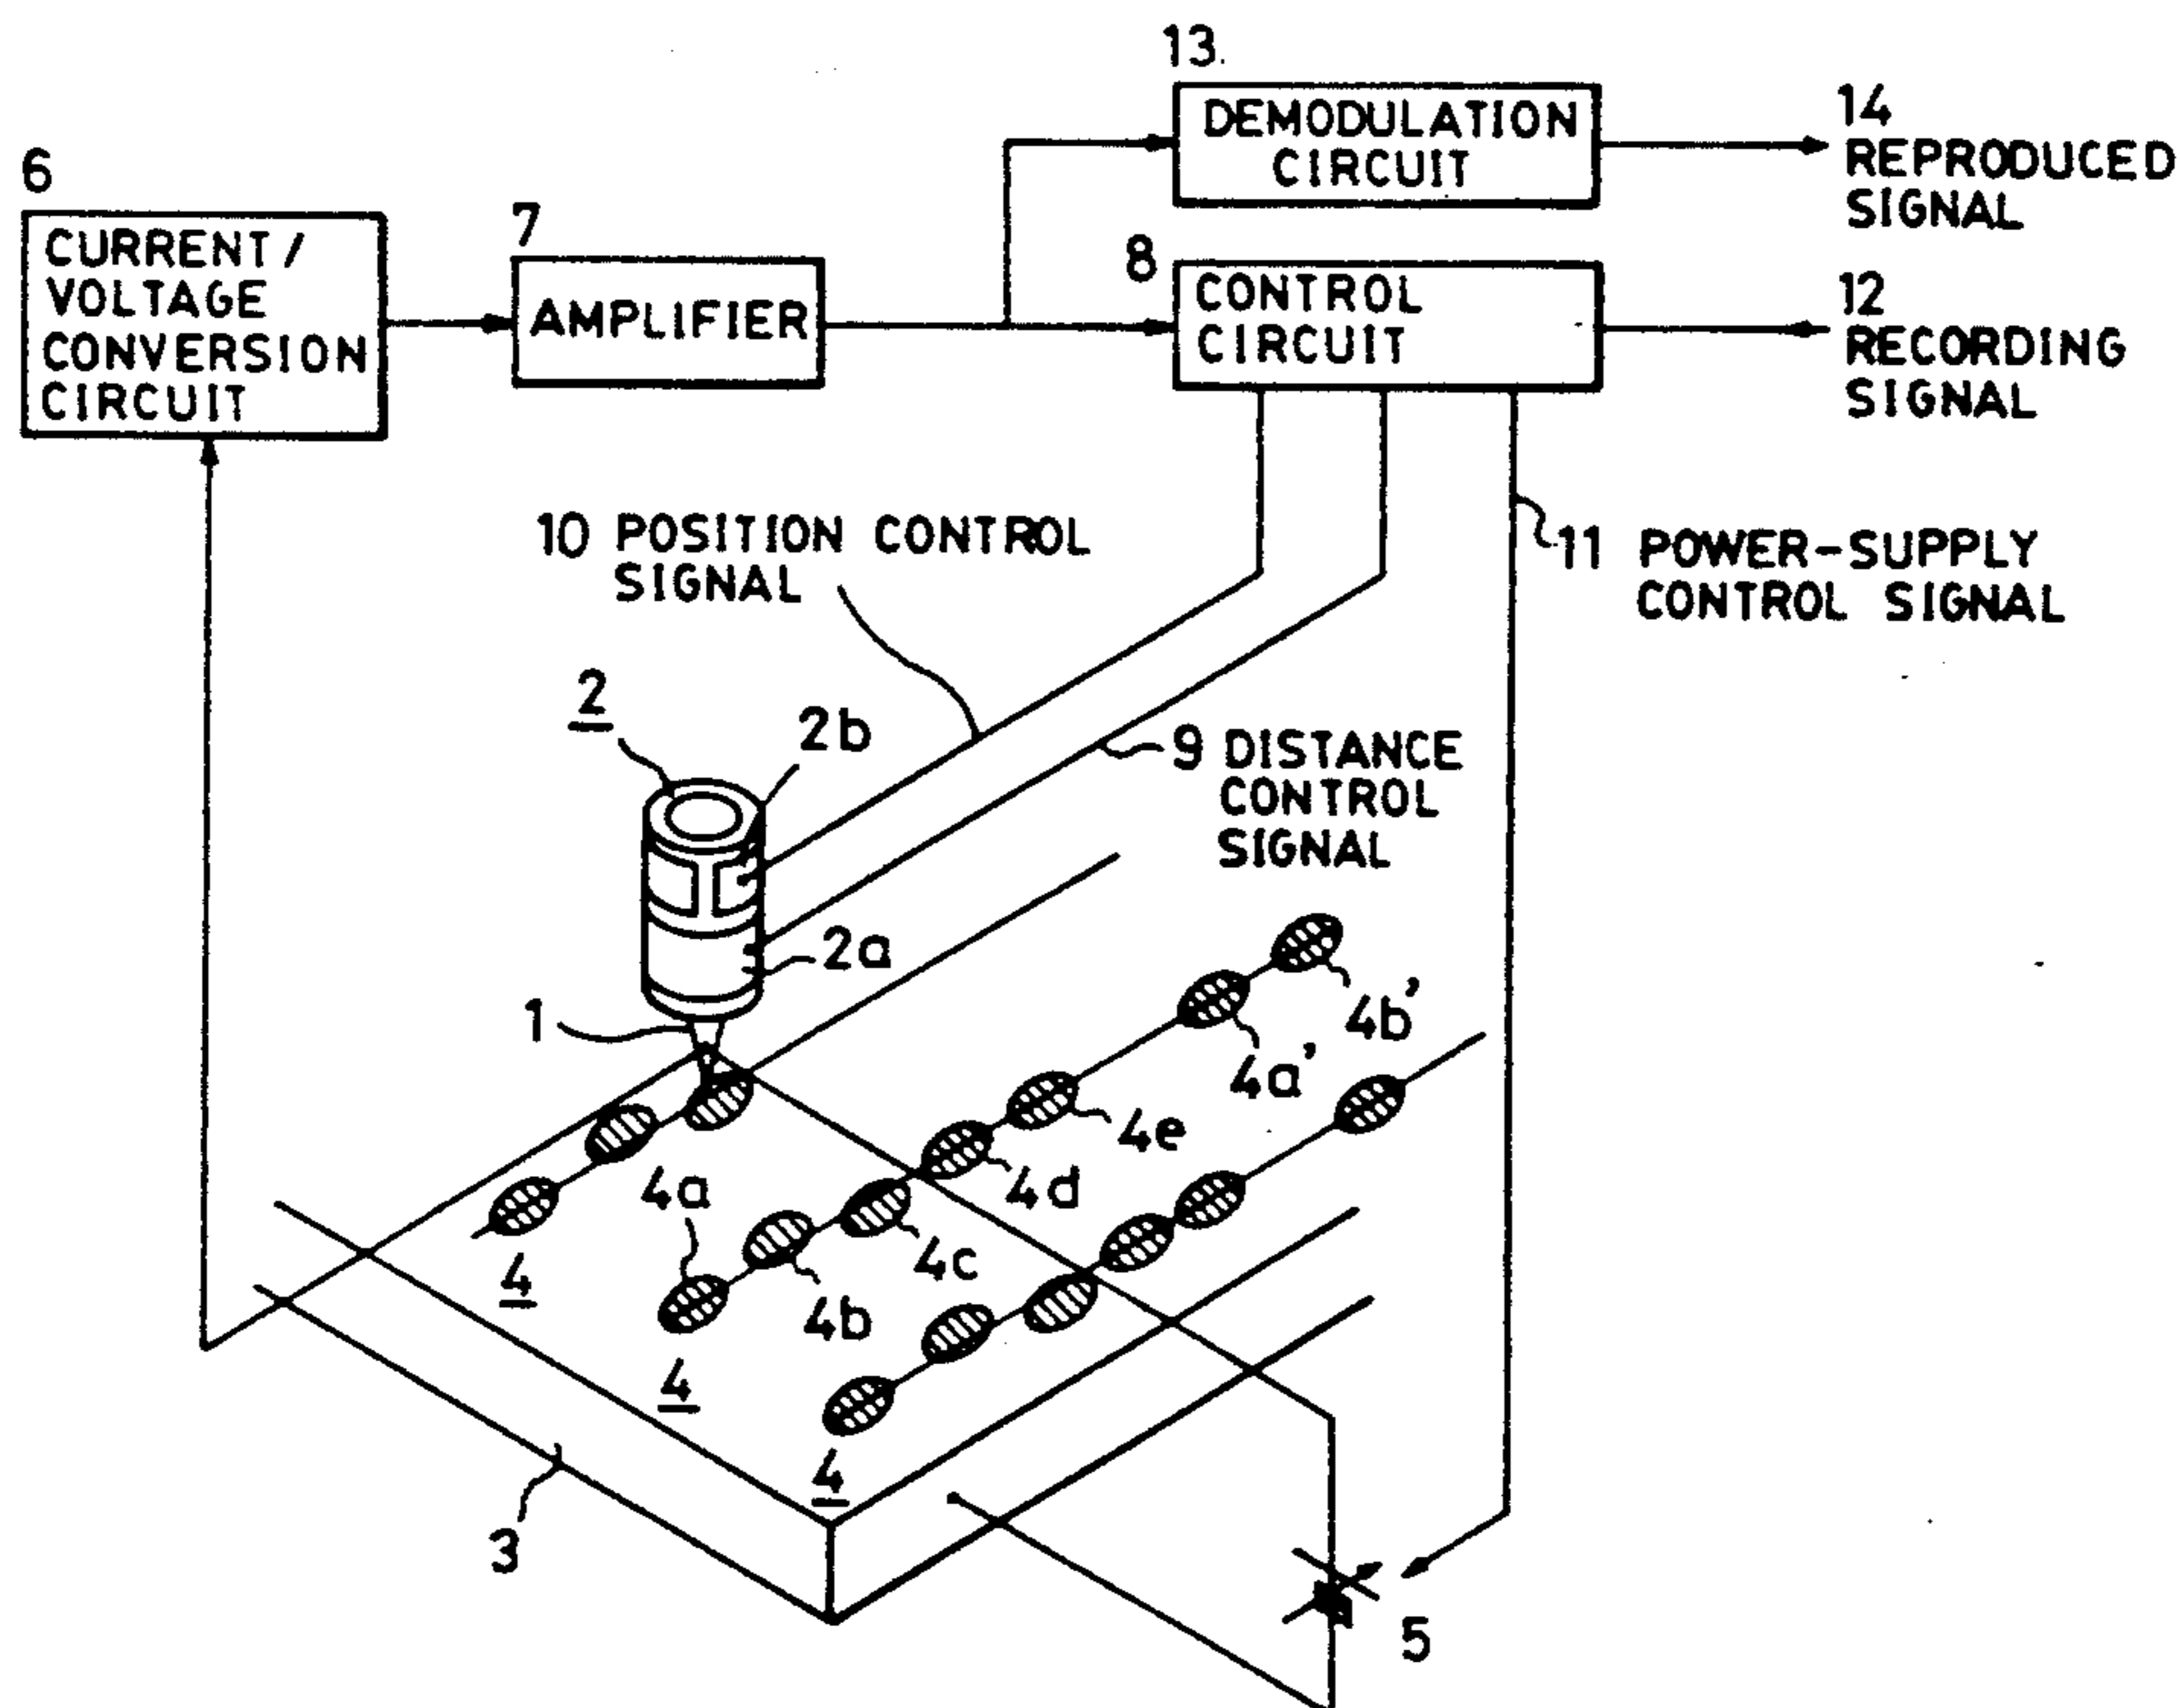 13.
DEMODULATION
CIRCUIT
14
REPRODUCED
SIGNAL
6
CURRENT/
VOLTAGE
CONVERSION
CIRCUIT
7
AMPLIFIER
8
CONTROL
CIRCUIT
12
RECORDING
SIGNAL
10 POSITION CONTROL
SIGNAL
11 POWER-SUPPLY
CONTROL SIGNAL
2
2b
9 DISTANCE
CONTROL
SIGNAL
2a
1
4b'
4a'
4e
4d
4a
4c
4
4b
4
4
3
5